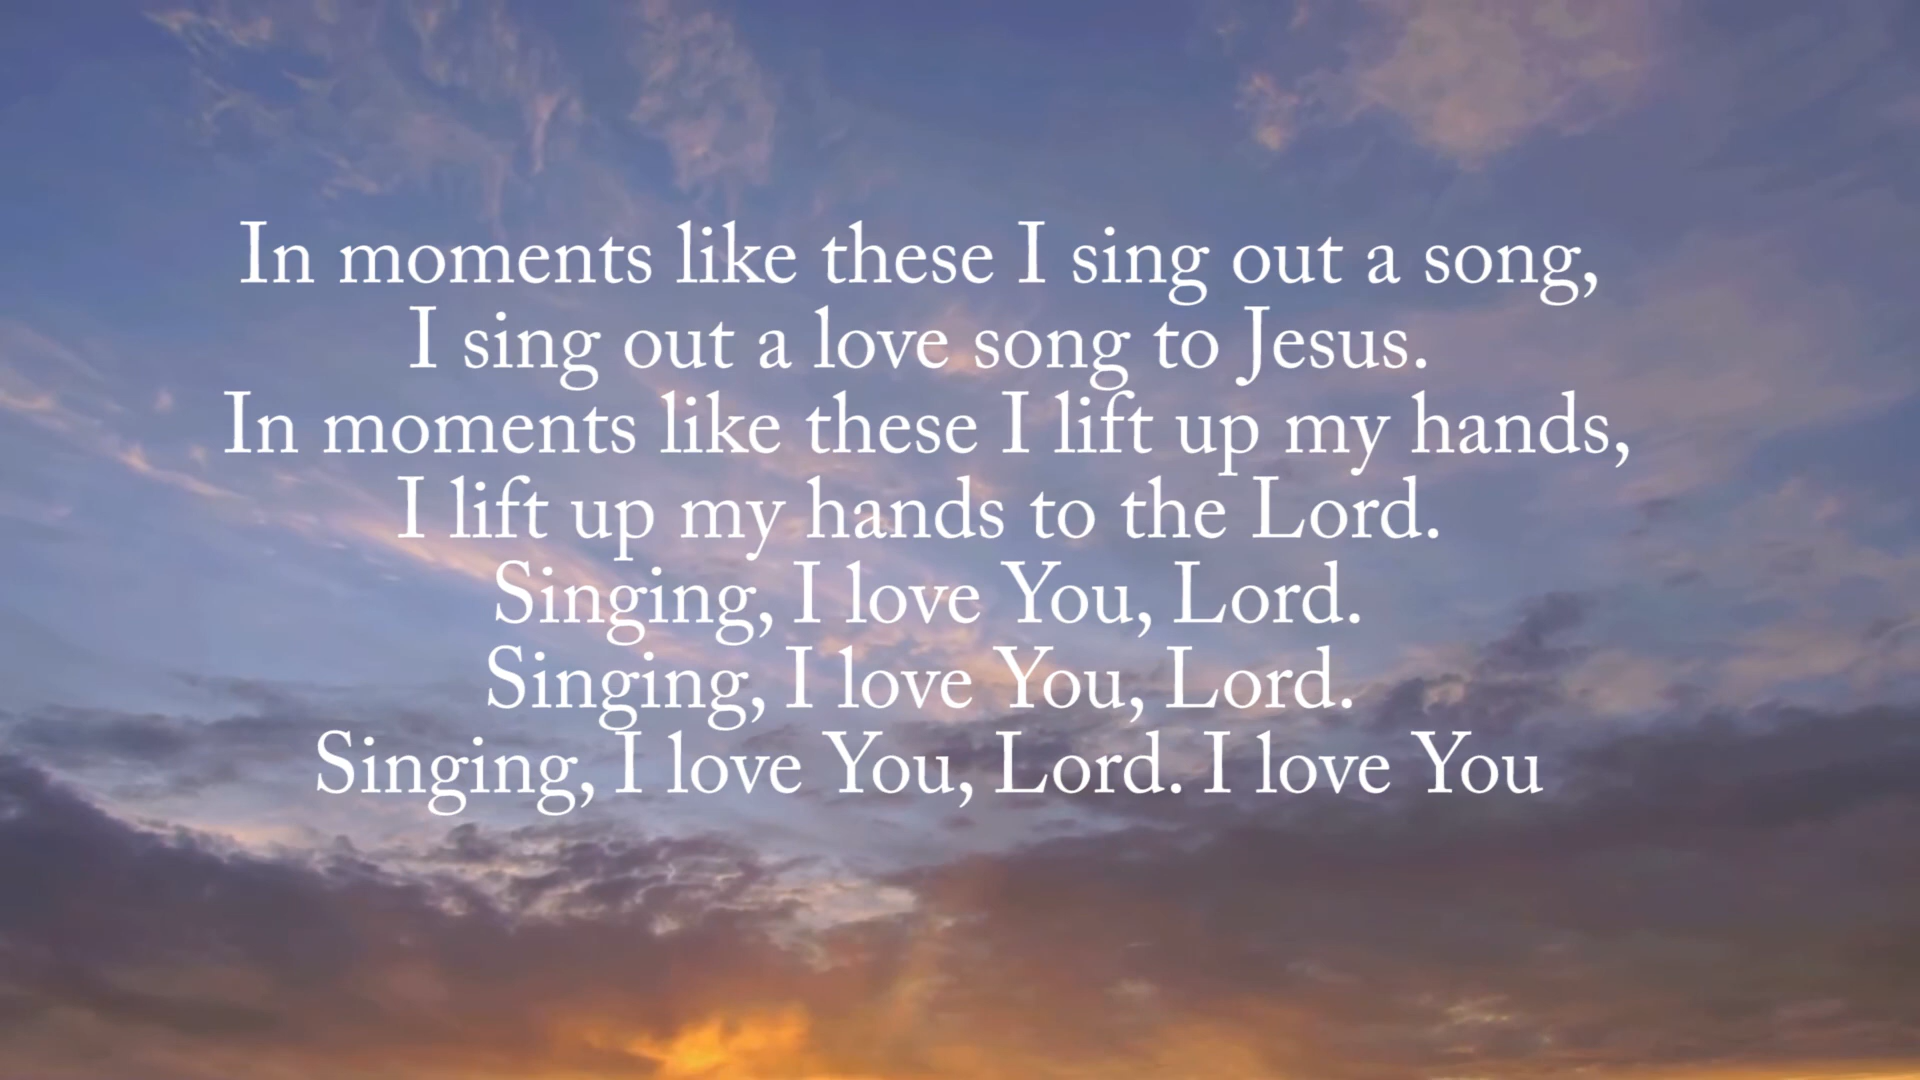 In moments like these I sing out a song,
I sing out a love song to Jesus.
In moments like these I lift up my hands,
I lift up my hands to the Lord.
Singing, I love You, Lord.
Singing, I love You, Lord.
Singing, I love You, Lord. I love You